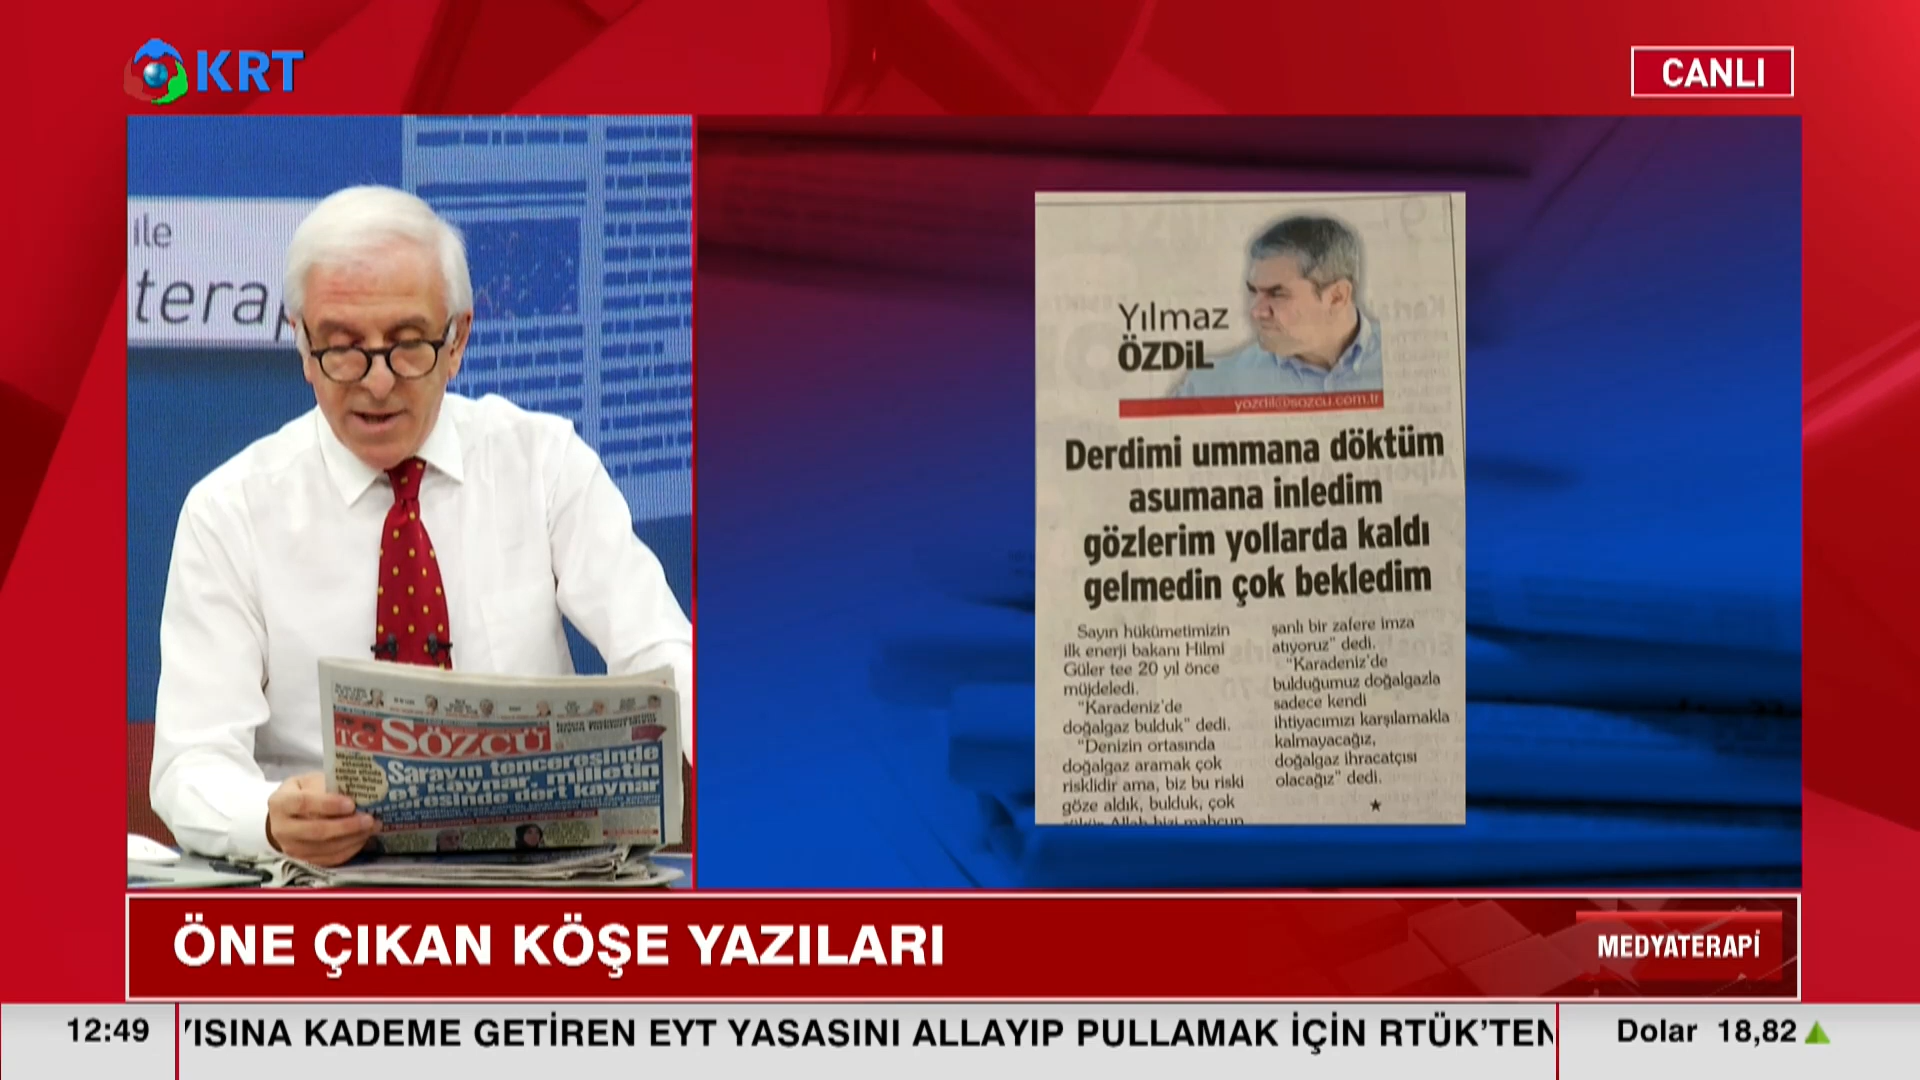 KRT
CANLI
ile
terap
Yılmaz
ÖZDİL
yozdil@sozcu.com.tr
Derdimi ummana döktüm
asumana inledim
gözlerim yollarda kaldı
gelmedin çok bekledim
Sayın hükümetimizin
ilk enerji bakanı Hilmi
Güler tee 20 yıl önce
müjdeledi.
"Karadeniz'de
doğalgaz bulduk" dedi.
"Denizin ortasında
doğalgaz aramak çok
risklidir ama, biz bu riski
göze aldık, bulduk, çok
şanlı bir zafere imza
atıyoruz" dedi.
"Karadeniz'de
bulduğumuz doğalgazla
sadece kendi
ihtiyacımızı karşılamakla
kalmayacağız,
doğalgaz ihracatçısı
olacağız" dedi.
SÖZCÜ
Sarayın tenceresinde
et kaynar, milletin
tenceresinde dert kaynar
ÖNE ÇIKAN KÖŞE YAZILARI
MEDYATERAPİ
12:49
YISINA KADEME GETİREN EYT YASASINI ALLAYIP PULLAMAK İÇİN RTÜK'TEN
Dolar 18,82